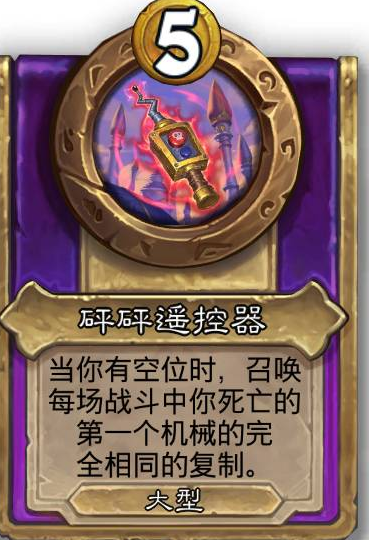 5
砰砰遥控器
当你有空位时，召唤
每场战斗中你死亡的
第一个机械的完
全相同的复制。
大型